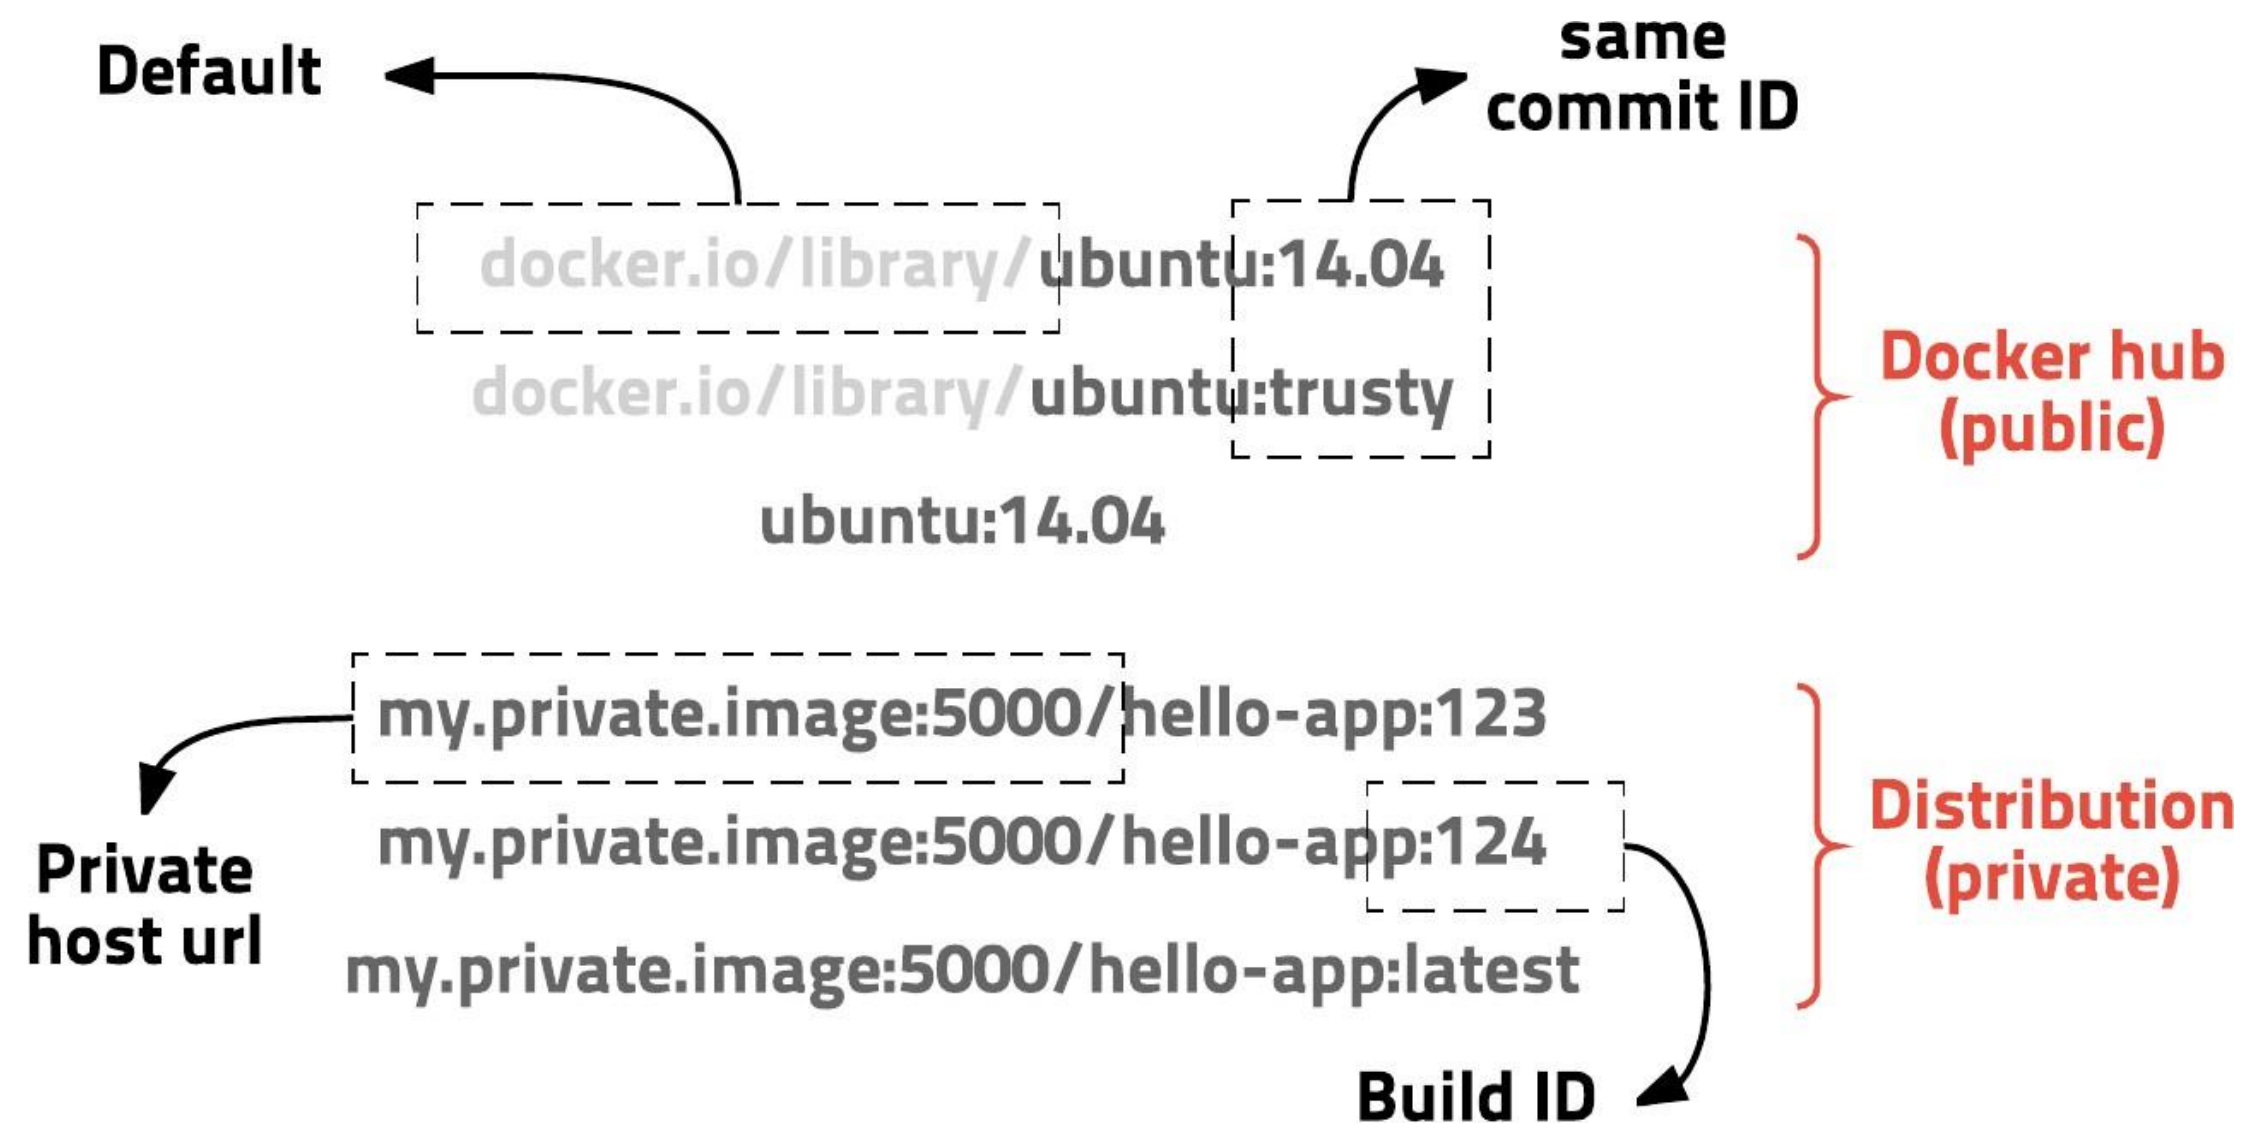 Default
same
commit ID
docker.io/library/ubuntu:14.04
docker.io/library/ubuntu:trusty
ubuntu:14.04
Docker hub
(public)
my.private.image:5000/hello-app:123
my.private.image:5000/hello-app:124
my.private.image:5000/hello-app:latest
Distribution
(private)
Private
host url
Build ID